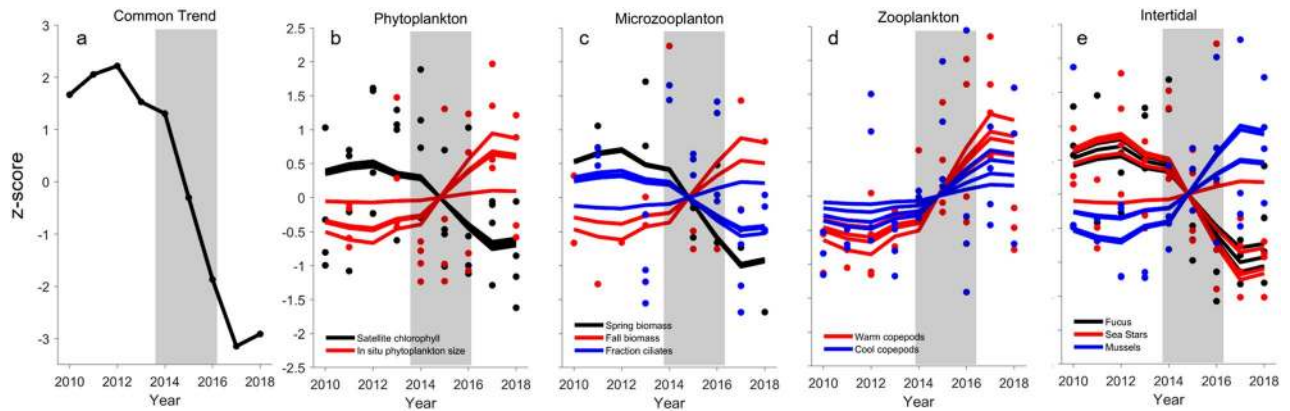 Common Trend
Phytoplankton
Microzooplanton
Zooplankton
Intertidal
a
b
c
d
e
z-score
3
2
1
0
-1
-2
-3
2.5
2
1.5
1
0.5
0
-0.5
-1
-1.5
-2
-2.5
Satellite chlorophyll
In situ phytoplankton size
Spring biomass
Fall biomass
Fraction ciliates
Warm copepods
Cool copepods
Fucus
Sea Stars
Mussels
2010 2012 2014 2016 2018
2010 2012 2014 2016 2018
2010 2012 2014 2016 2018
2010 2012 2014 2016 2018
2010 2012 2014 2016 2018
Year
Year
Year
Year
Year